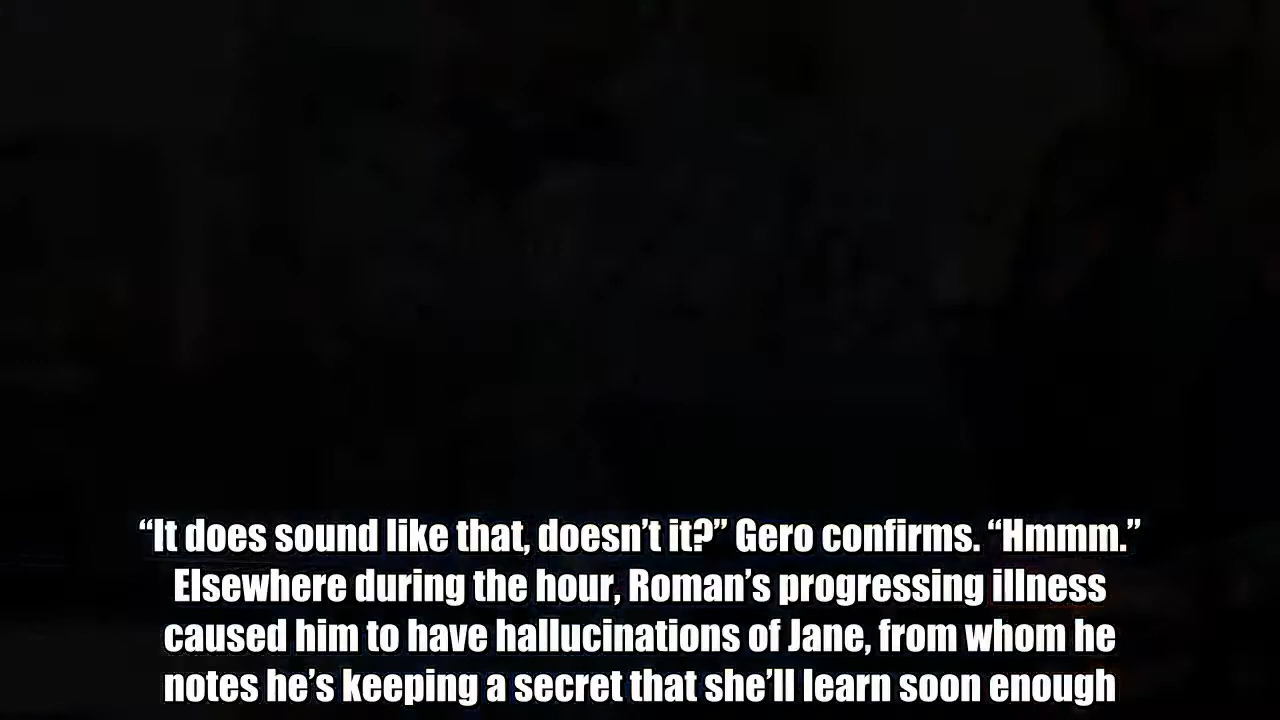 “It does sound like that, doesn’t it?” Gero confirms. “Hmmm.”
Elsewhere during the hour, Roman’s progressing illness
caused him to have hallucinations of Jane, from whom he
notes he’s keeping a secret that she’ll learn soon enough